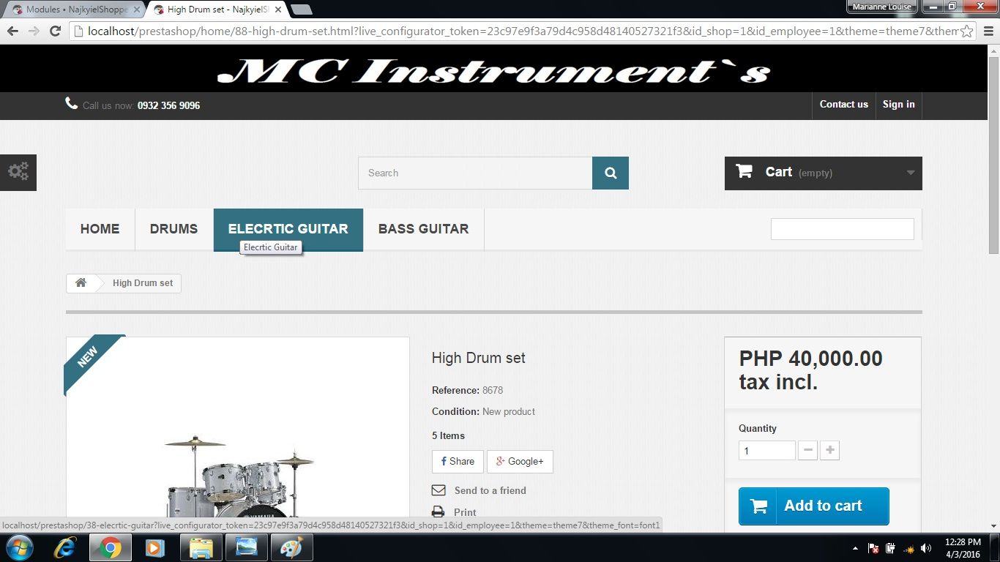 Modules • NajkyielShoppe
High Drum set - NajkyielSh
Marianne Louise
localhost/prestashop/home/88-high-drum-set.html?live_configurator_token=23c97e9f3a79d4c958d48140527321f3&id_shop=1&id_employee=1&theme=theme7&them
MC Instrument`s
Call us now: 0932 356 9096
Contact us
Sign in
Search
Cart (empty)
HOME
DRUMS
ELECRTIC GUITAR
BASS GUITAR
Elecrtic Guitar
High Drum set
NEW
High Drum set
Reference: 8678
Condition: New product
5 Items
Share
Google+
Send to a friend
Print
PHP 40,000.00
tax incl.
Quantity
1
Add to cart
YAMAHA
localhost/prestashop/38-elecrtic-guitar?live_configurator_token=23c97e9f3a79d4c958d48140527321f3&id_shop=1&id_employee=1&theme=theme7&theme_font=font1
12:28 PM
4/3/2016